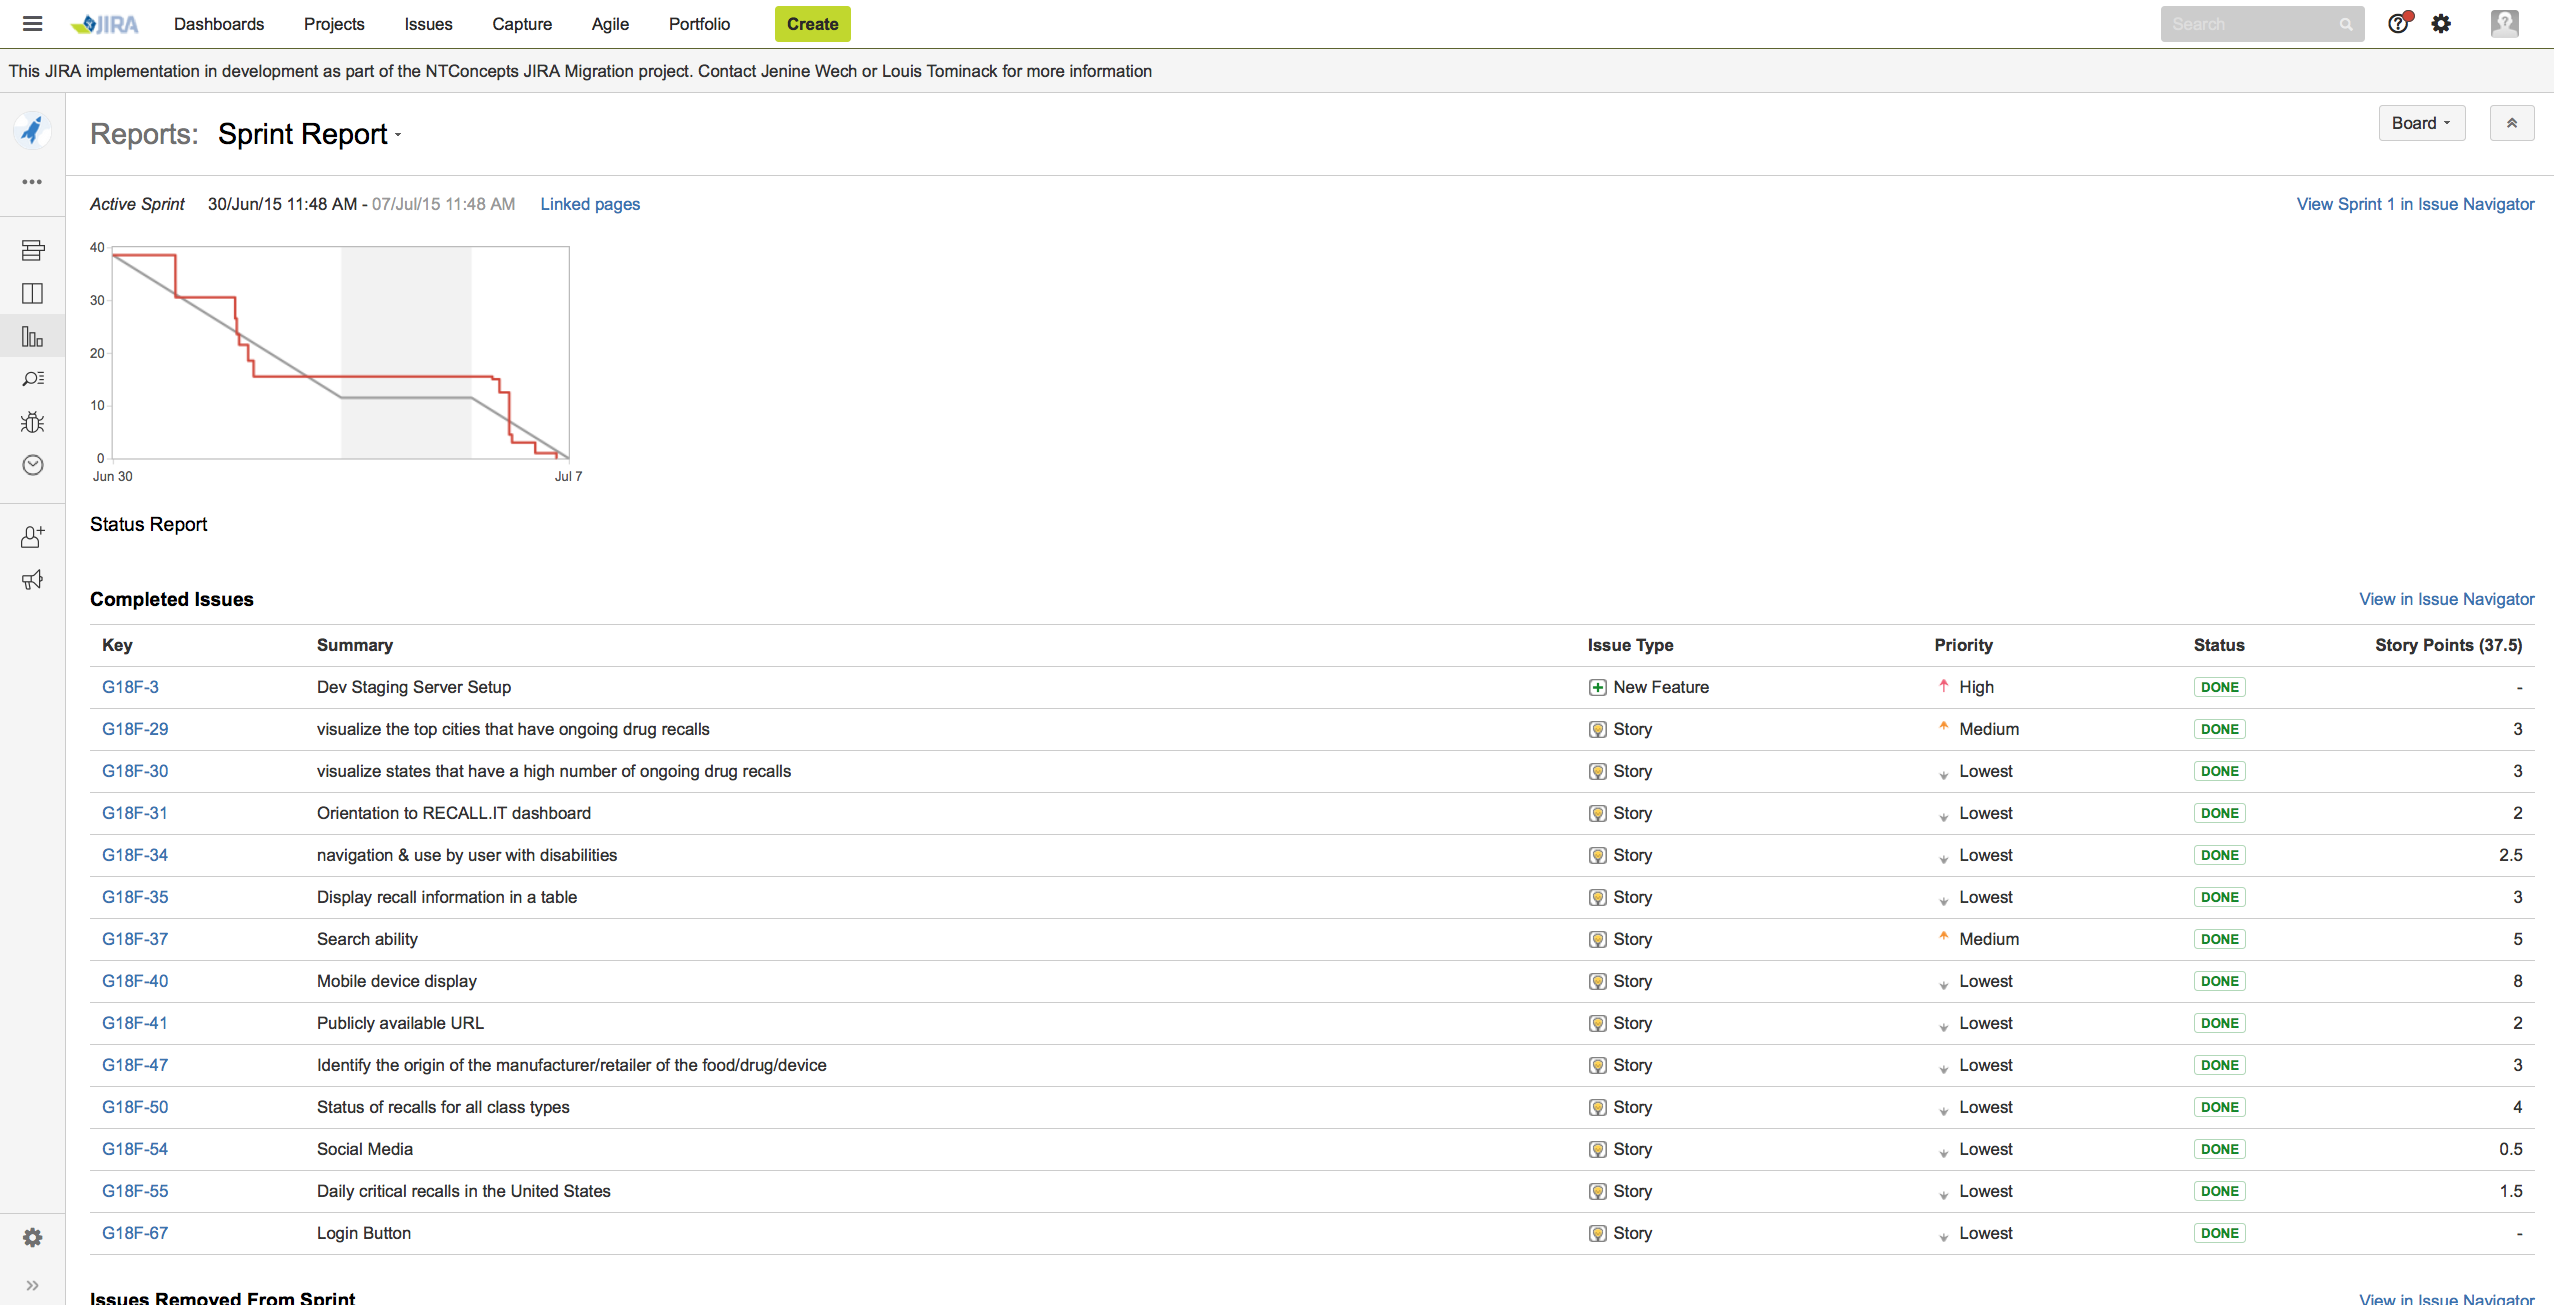 JIRA Dashboards Projects Issues Capture Agile Portfolio Create Search
This JIRA implementation in development as part of the NTConcepts JIRA Migration project. Contact Jenine Wech or Louis Tominack for more information
Reports: Sprint Report Board
Active Sprint 30/Jun/15 11:48 AM - 07/Jul/15 11:48 AM Linked pages View Sprint 1 in Issue Navigator
40
30
20
10
0
Jun 30 Jul 7
Status Report
Completed Issues View in Issue Navigator
Key Summary Issue Type Priority Status Story Points (37.5)
G18F-3 Dev Staging Server Setup New Feature High DONE -
G18F-29 visualize the top cities that have ongoing drug recalls Story Medium DONE 3
G18F-30 visualize states that have a high number of ongoing drug recalls Story Lowest DONE 3
G18F-31 Orientation to RECALL.IT dashboard Story Lowest DONE 2
G18F-34 navigation & use by user with disabilities Story Lowest DONE 2.5
G18F-35 Display recall information in a table Story Lowest DONE 3
G18F-37 Search ability Story Medium DONE 5
G18F-40 Mobile device display Story Lowest DONE 8
G18F-41 Publicly available URL Story Lowest DONE 2
G18F-47 Identify the origin of the manufacturer/retailer of the food/drug/device Story Lowest DONE 3
G18F-50 Status of recalls for all class types Story Lowest DONE 4
G18F-54 Social Media Story Lowest DONE 0.5
G18F-55 Daily critical recalls in the United States Story Lowest DONE 1.5
G18F-67 Login Button Story Lowest DONE -
Issues Removed From Sprint View in Issue Navigator